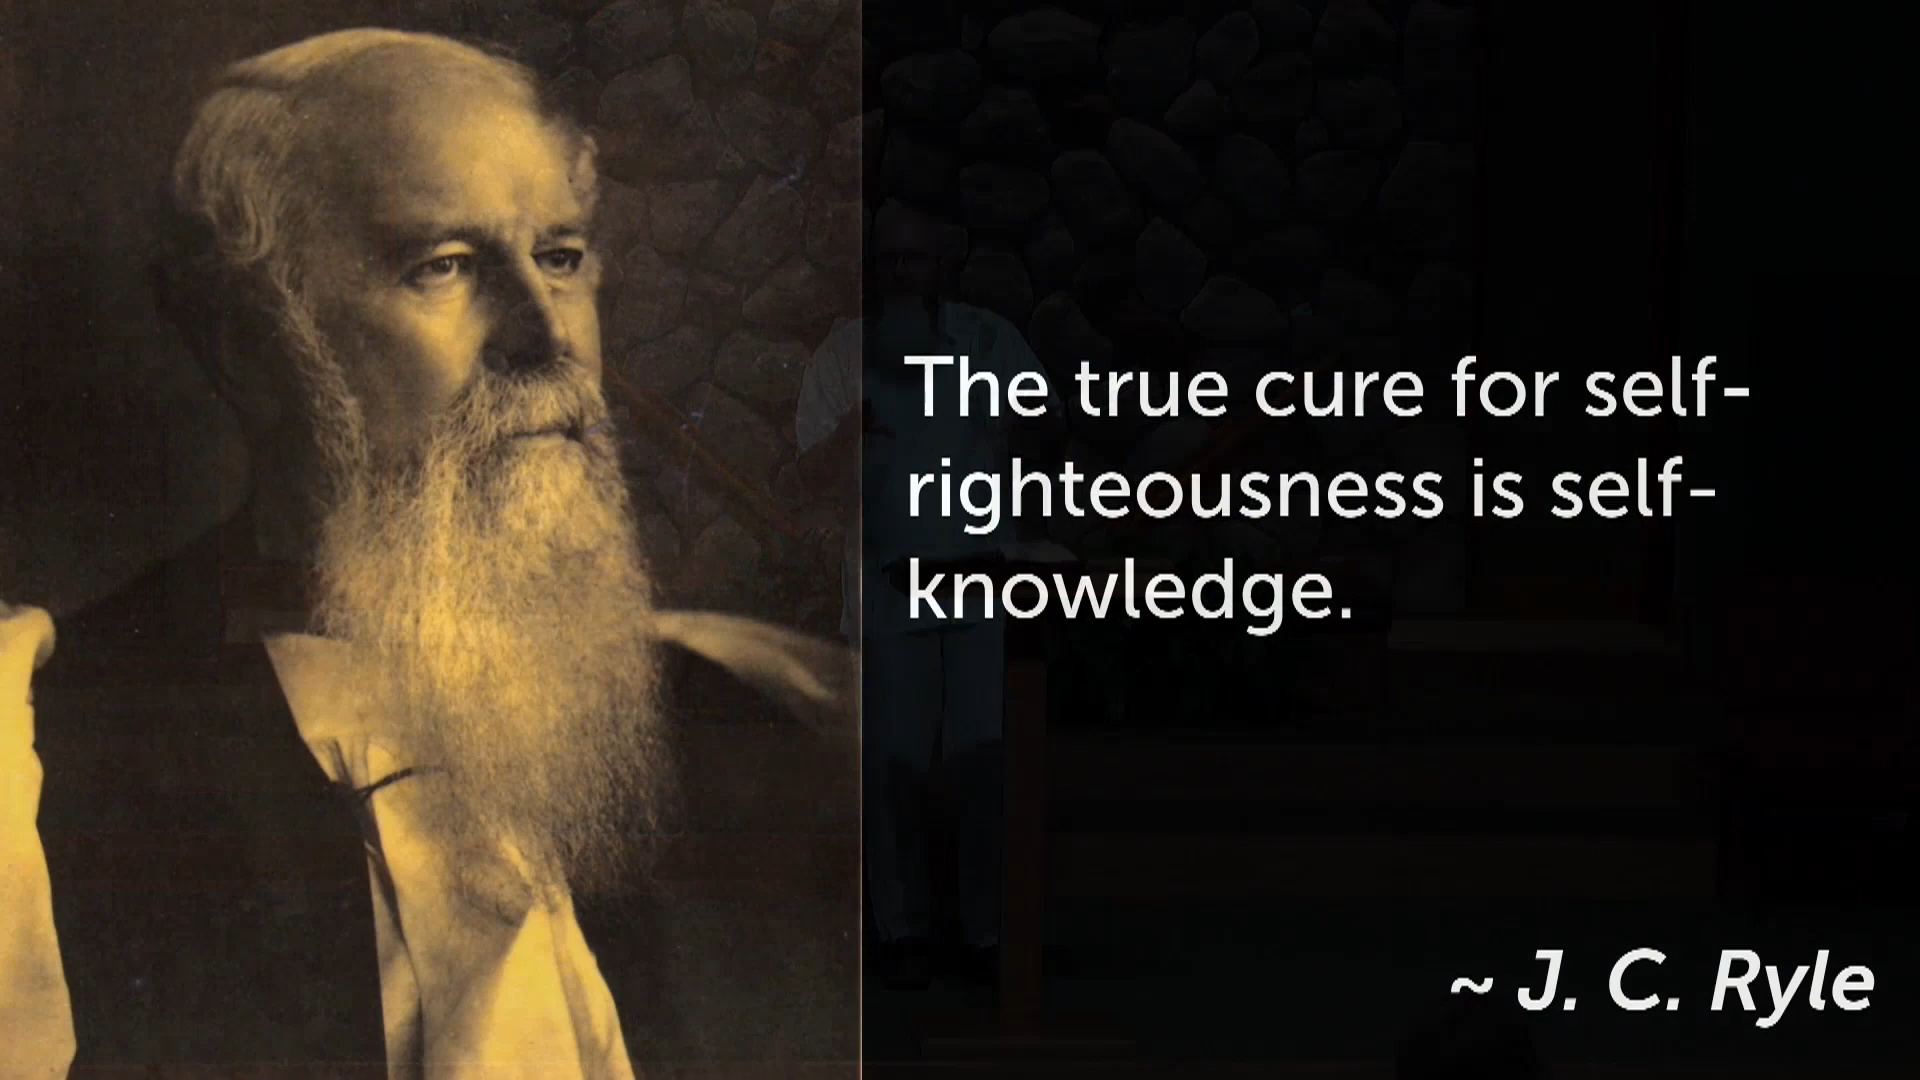 The true cure for self-
righteousness is self-
knowledge.
~ J. C. Ryle